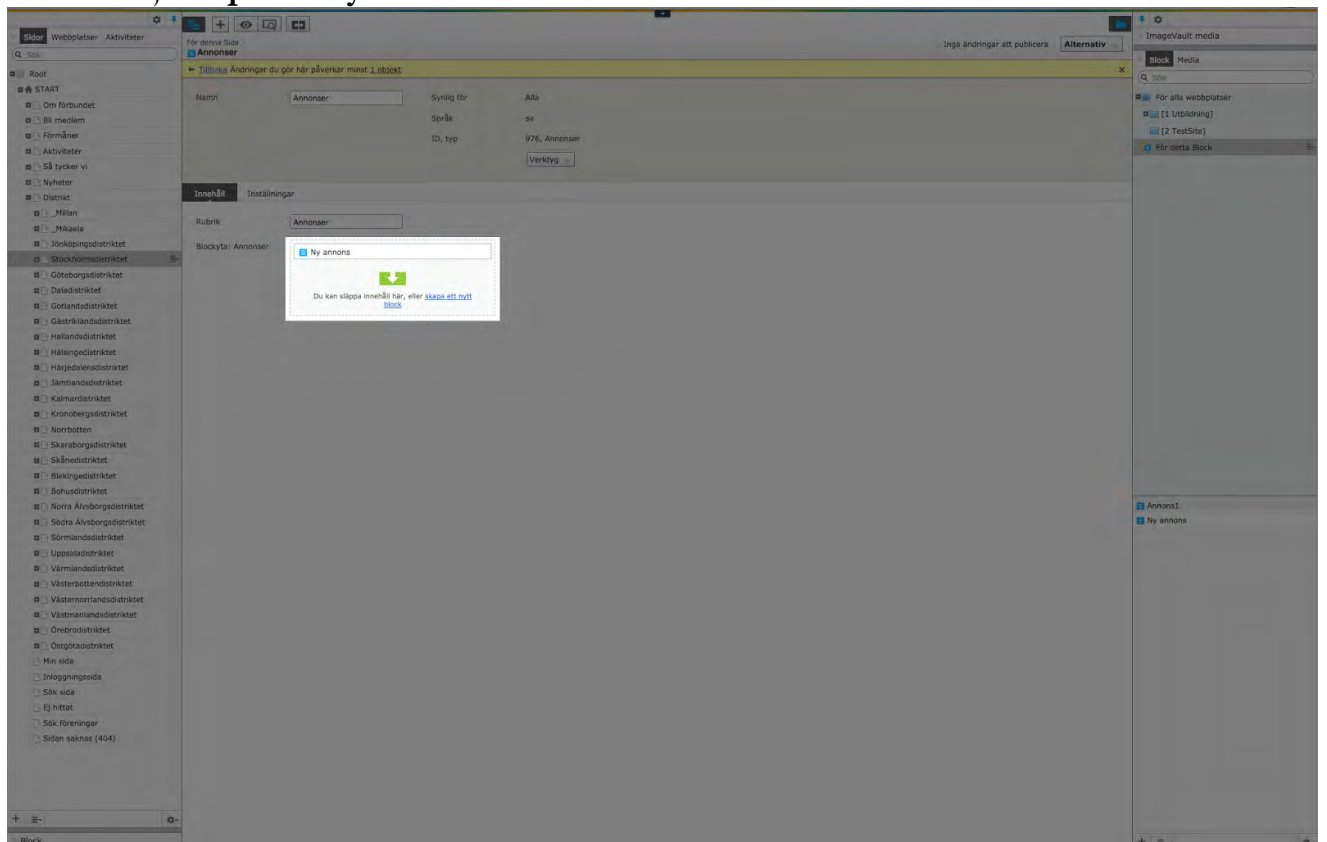 Sidor Webbplatser Aktiviteter
Sök
Root
START
Om förbundet
Bli medlem
Förmåner
Aktiviteter
Så tycker vi
Nyheter
Distrikt
_Millan
_Mikaela
Jönköpingsdistriktet
Stockholmsdistriktet
Göteborgsdistriktet
Daladistriktet
Gotlandsdistriktet
Gästriklandsdistriktet
Hallandsdistriktet
Hälsingedistriktet
Härjedalensdistriktet
Jämtlandsdistriktet
Kalmardistriktet
Kronobergsdistriktet
Norrbotten
Skaraborgsdistriktet
Skånedistriktet
Blekingedistriktet
Bohusdistriktet
Norra Älvsborgsdistriktet
Södra Älvsborgsdistriktet
Sörmlandsdistriktet
Uppsaladistriktet
Värmlandsdistriktet
Västerbottendistriktet
Västernorrlandsdistriktet
Västmanlandsdistriktet
Örebrodistriktet
Östgötadistriktet
Min sida
Inloggningssida
Sök sida
Ej hittat
Sök föreningar
Sidan saknas (404)
Block
För denna Sida
Annonser
Inga ändringar att publicera Alternativ
Tillbaka Ändringar du gör här påverkar minst 1 objekt
Namn Annonser Synlig för Alla
Språk sv
ID, typ 976, Annonser
Verktyg
Innehåll Inställningar
Rubrik Annonser
Blockyta: Annonser Ny annons
Du kan släppa innehåll här, eller skapa ett nytt
block
ImageVault media
Block Media
Sök
För alla webbplatser
[1 Utbildning]
[2 TestSite]
För detta Block
Annons1
Ny annons